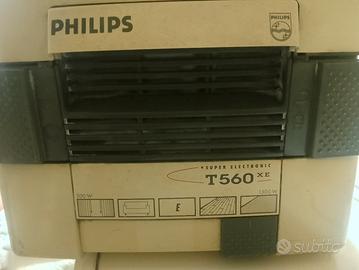 PHILIPS
PHILIPS
SUPER ELECTRONIC
T560 XE
E
subito